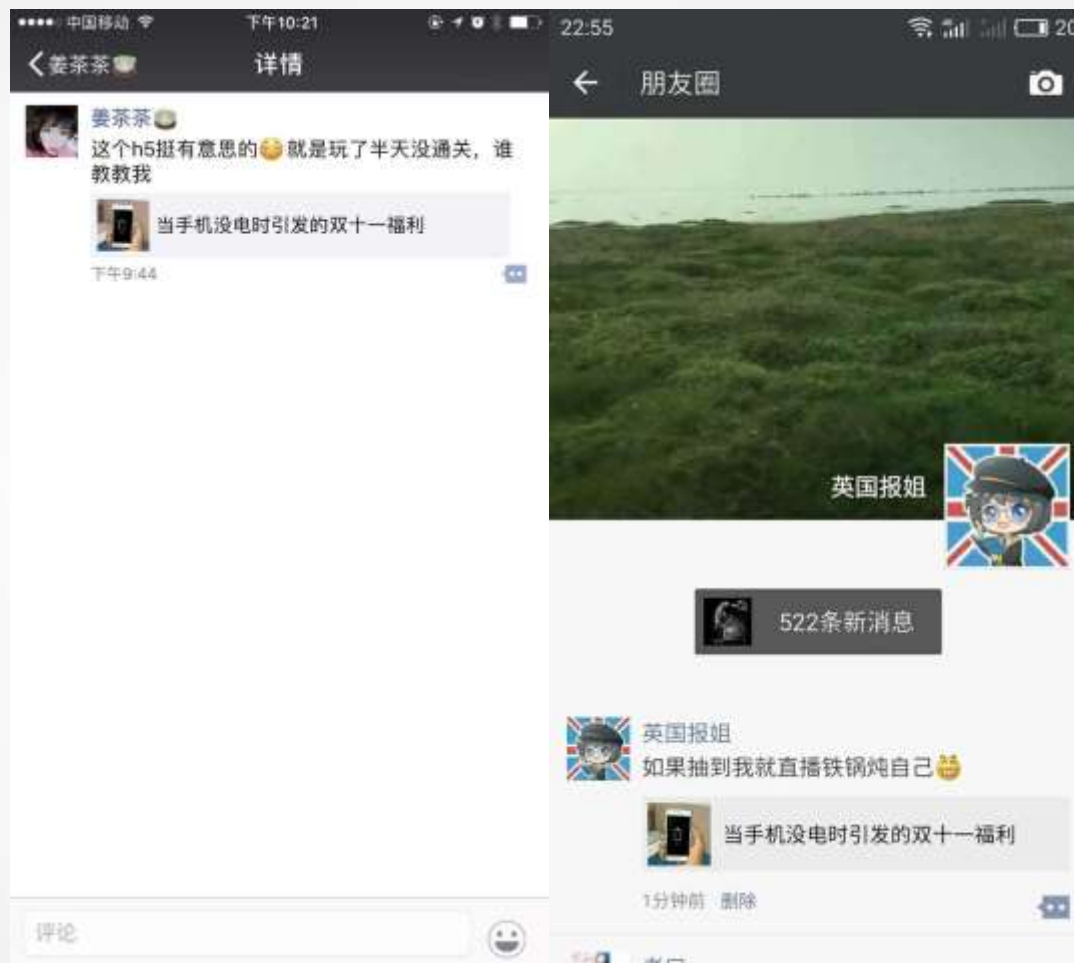 中国移动
下午10:21
姜茶茶🍵
详情
姜茶茶🍵
这个h5挺有意思的😳就是玩了半天没通关，谁
教教我
当手机没电时引发的双十一福利
下午9:44
评论
22:55
20
朋友圈
英国报姐
522条新消息
英国报姐
如果抽到我就直播铁锅炖自己😆
当手机没电时引发的双十一福利
1分钟前 删除